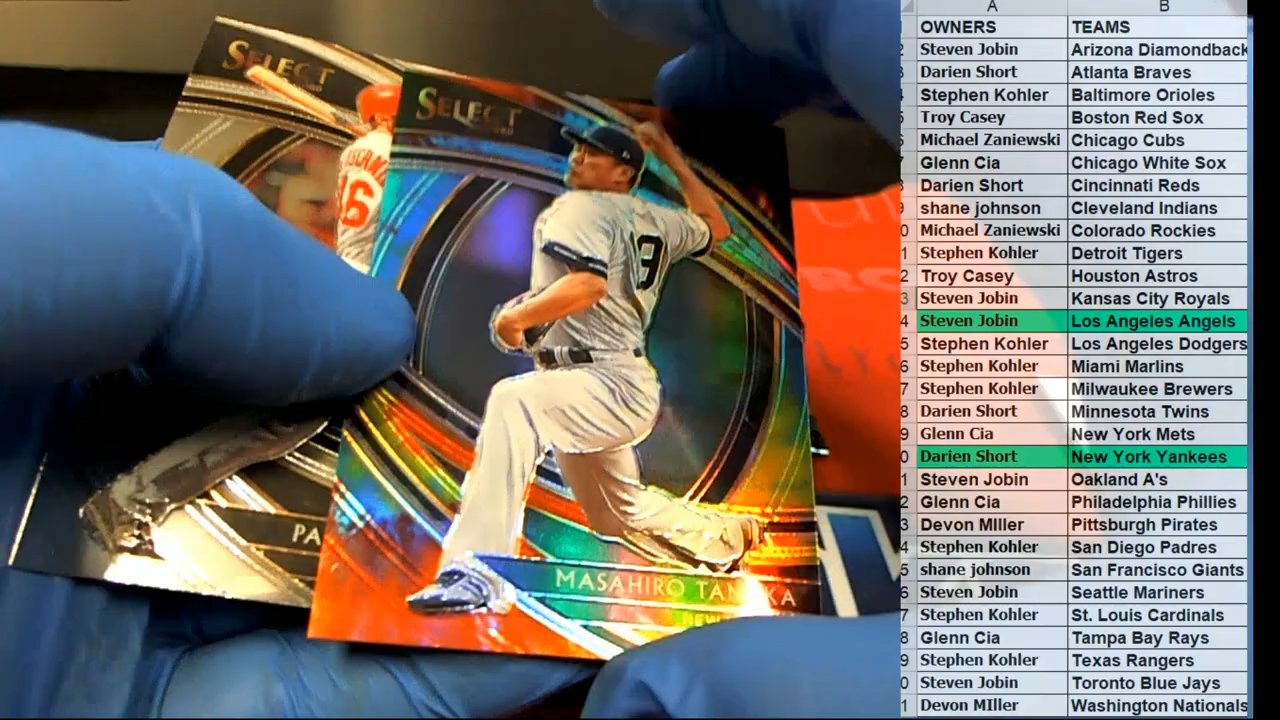 SELECT
SELECT
16
19
PA
MASAHIRO TANAKA
NEW
A B
OWNERS TEAMS
Steven Jobin Arizona Diamondback
Darien Short Atlanta Braves
Stephen Kohler Baltimore Orioles
Troy Casey Boston Red Sox
Michael Zaniewski Chicago Cubs
Glenn Cia Chicago White Sox
Darien Short Cincinnati Reds
shane johnson Cleveland Indians
Michael Zaniewski Colorado Rockies
Stephen Kohler Detroit Tigers
Troy Casey Houston Astros
Steven Jobin Kansas City Royals
Steven Jobin Los Angeles Angels
Stephen Kohler Los Angeles Dodgers
Stephen Kohler Miami Marlins
Stephen Kohler Milwaukee Brewers
Darien Short Minnesota Twins
Glenn Cia New York Mets
Darien Short New York Yankees
Steven Jobin Oakland A's
Glenn Cia Philadelphia Phillies
Devon MIller Pittsburgh Pirates
Stephen Kohler San Diego Padres
shane johnson San Francisco Giants
Steven Jobin Seattle Mariners
Stephen Kohler St. Louis Cardinals
Glenn Cia Tampa Bay Rays
Stephen Kohler Texas Rangers
Steven Jobin Toronto Blue Jays
Devon MIller Washington Nationals